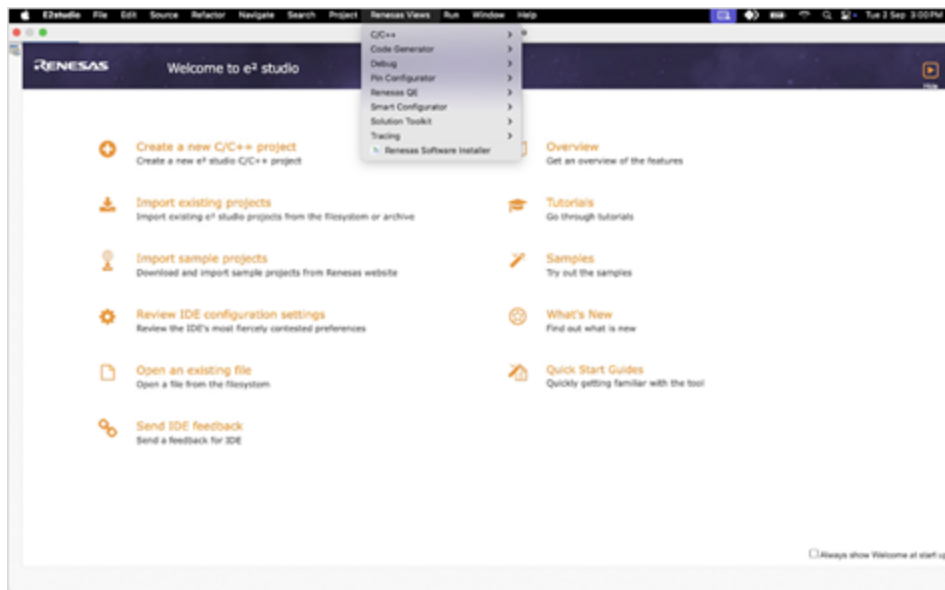 E2studio File Edit Source Refactor Navigate Search Project Renesas Views Run Window Help Tue 2 Sep 3:00 PM
RENESAS
Welcome to e² studio
Hide
C/C++
Code Generator
Debug
Pin Configurator
Renesas QE
Smart Configurator
Solution Toolkit
Tracing
Renesas Software Installer
Create a new C/C++ project
Create a new e² studio C/C++ project
Import existing projects
Import existing e² studio projects from the filesystem or archive
Import sample projects
Download and import sample projects from Renesas website
Review IDE configuration settings
Review the IDE's most fiercely contested preferences
Open an existing file
Open a file from the filesystem
Send IDE feedback
Send a feedback for IDE
Overview
Get an overview of the features
Tutorials
Go through tutorials
Samples
Try out the samples
What's New
Find out what is new
Quick Start Guides
Quickly getting familiar with the tool
Always show Welcome at start up